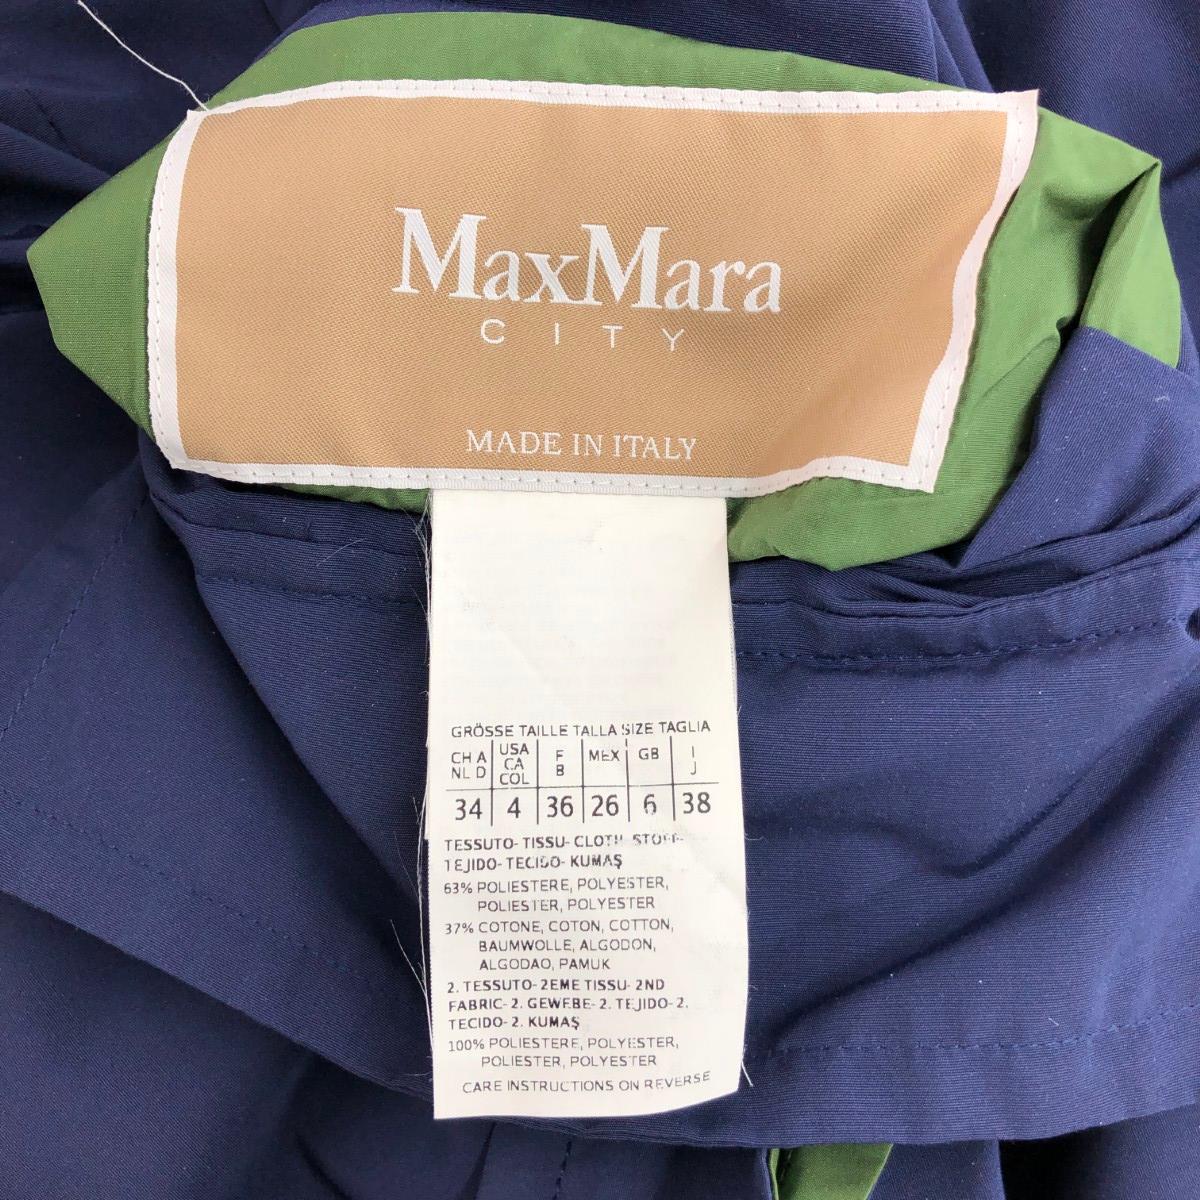 MaxMara
CITY
MADE IN ITALY
GRÖSSE TAILLE TALLA SIZE TAGLIA
CH A NL D USA CA COL F B MEX GB I J
34 4 36 26 6 38
TESSUTO-TISSU-CLOTH-STOFF-
TEJIDO-TECIDO-KUMAŞ
63% POLIESTERE, POLYESTER,
POLIESTER, POLYESTER
37% COTONE, COTON, COTTON,
BAUMWOLLE, ALGODON,
ALGODAO, PAMUK
2. TESSUTO-2EME TISSU-2ND
FABRIC-2. GEWEBE-2. TEJIDO-2.
TECIDO-2. KUMAŞ
100% POLIESTERE, POLYESTER,
POLIESTER, POLYESTER
CARE INSTRUCTIONS ON REVERSE